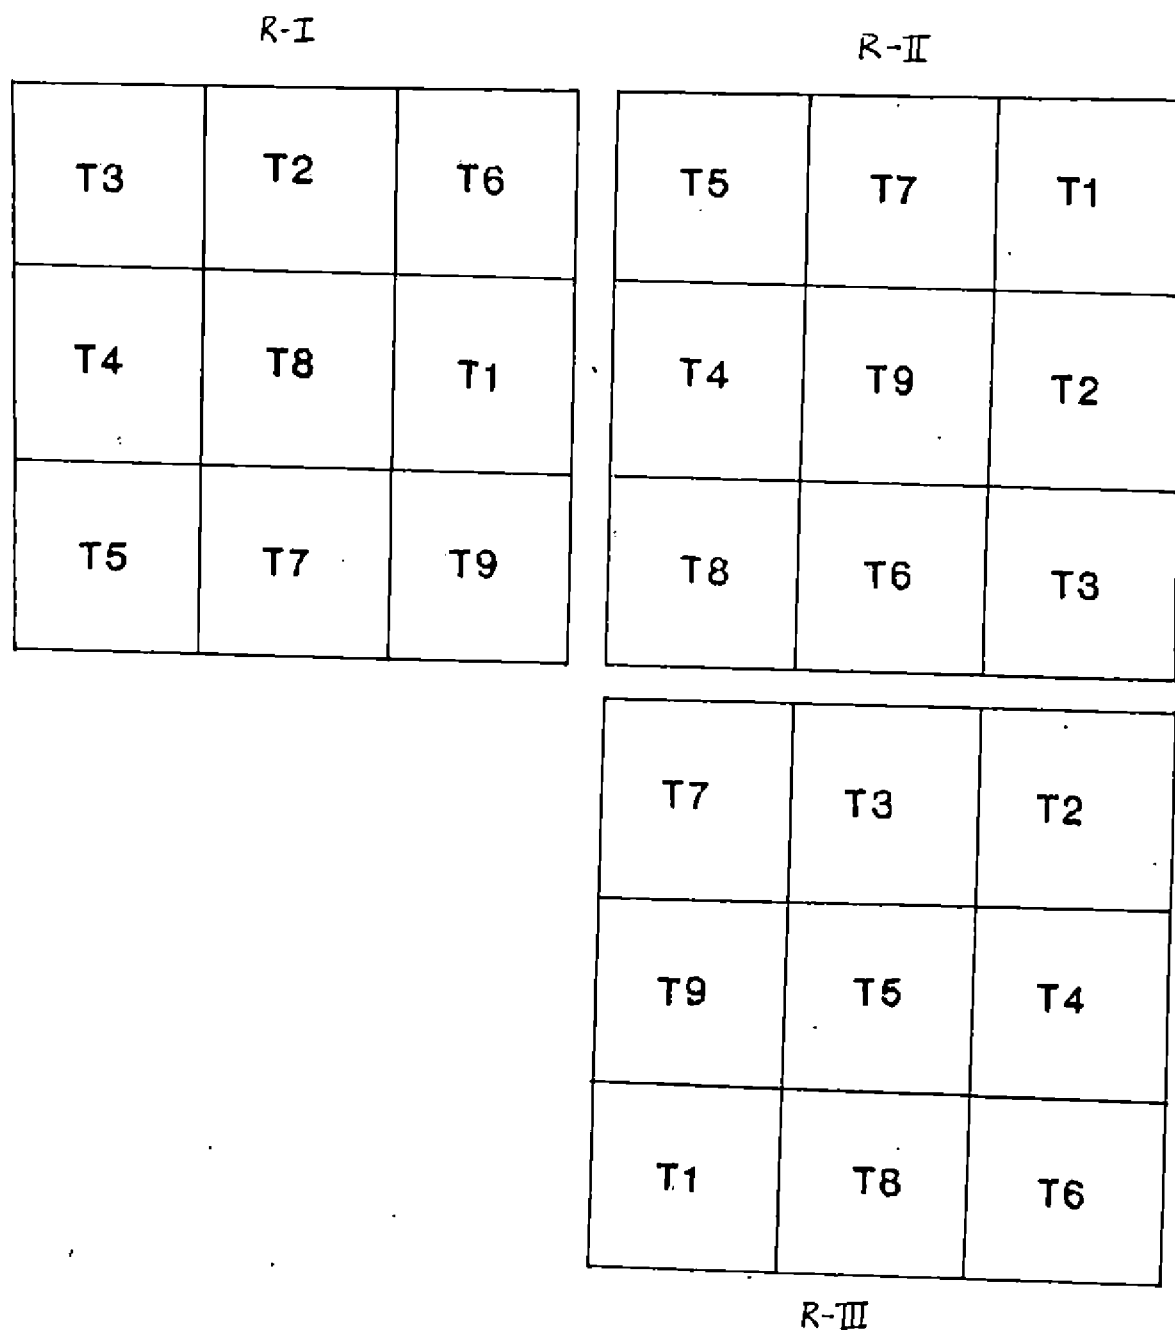 R-I
T3 T2 T6
T4 T8 T1
T5 T7 T9
R-II
T5 T7 T1
T4 T9 T2
T8 T6 T3
T7 T3 T2
T9 T5 T4
T1 T8 T6
R-III